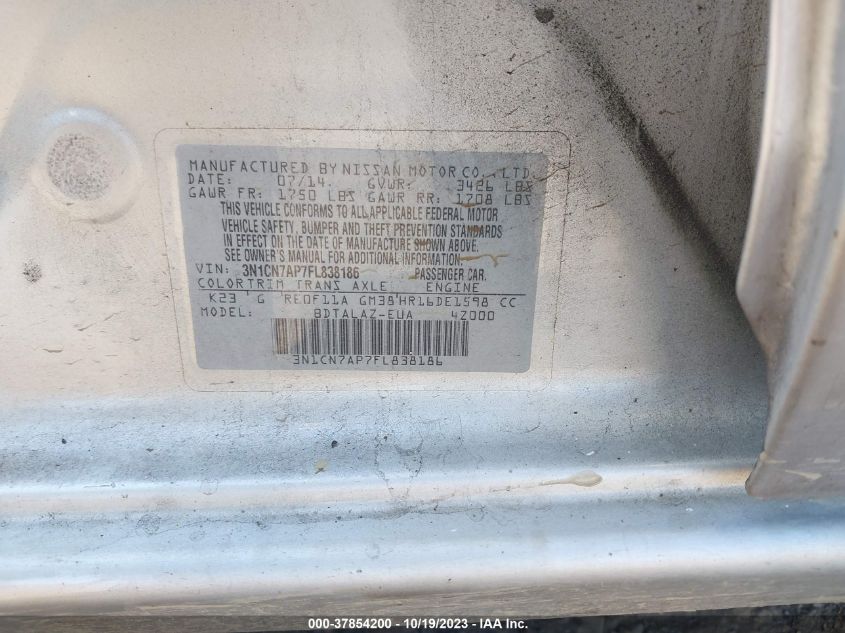 MANUFACTURED BY NISSAN MOTOR CO., LTD.
DATE: 07/14 GVWR: 3426 LBS
GAWR FR: 1750 LBS GAWR RR: 1708 LBS
THIS VEHICLE CONFORMS TO ALL APPLICABLE FEDERAL MOTOR
VEHICLE SAFETY, BUMPER AND THEFT PREVENTION STANDARDS
IN EFFECT ON THE DATE OF MANUFACTURE SHOWN ABOVE.
SEE OWNER'S MANUAL FOR ADDITIONAL INFORMATION
VIN: 3N1CN7AP7FL838186 PASSENGER CAR.
COLOR TRIM TRANS AXLE ENGINE
K23 G RE0F11A GM38 HR16DE1598 CC
MODEL: BDTALAZ-EUA 42000
3N1CN7AP7FL838186
000-37854200 - 10/19/2023 - IAA Inc.